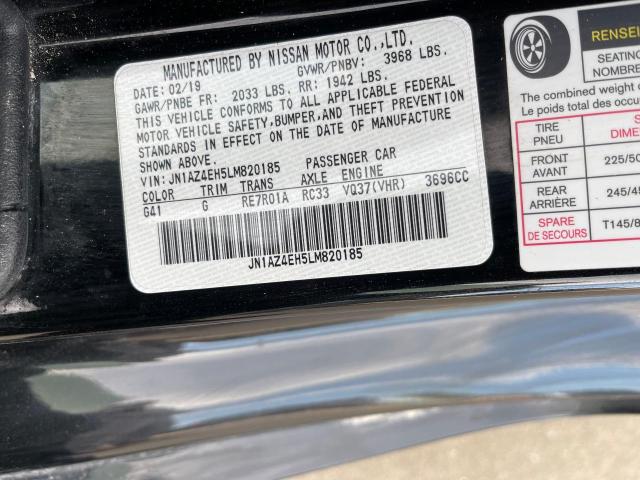 MANUFACTURED BY NISSAN MOTOR CO.,LTD.
DATE: 02/19 GVWR/PNBV: 3968 LBS.
GAWR/PNBE FR: 2033 LBS. RR: 1942 LBS.
THIS VEHICLE CONFORMS TO ALL APPLICABLE FEDERAL
MOTOR VEHICLE SAFETY,BUMPER,AND THEFT PREVENTION
STANDARDS IN EFFECT ON THE DATE OF MANUFACTURE
SHOWN ABOVE.
VIN: JN1AZ4EH5LM820185 PASSENGER CAR
COLOR TRIM TRANS AXLE ENGINE
G41 G RE7R01A RC33 VQ37(VHR) 3696CC
JN1AZ4EH5LM820185
RENSEI
SEATING
NOMBRE
The combined weight o
Le poids total des occu
TIRE
PNEU
S
DIME
FRONT
AVANT
225/50
REAR
ARRIÈRE
245/45
SPARE
DE SECOURS
T145/8